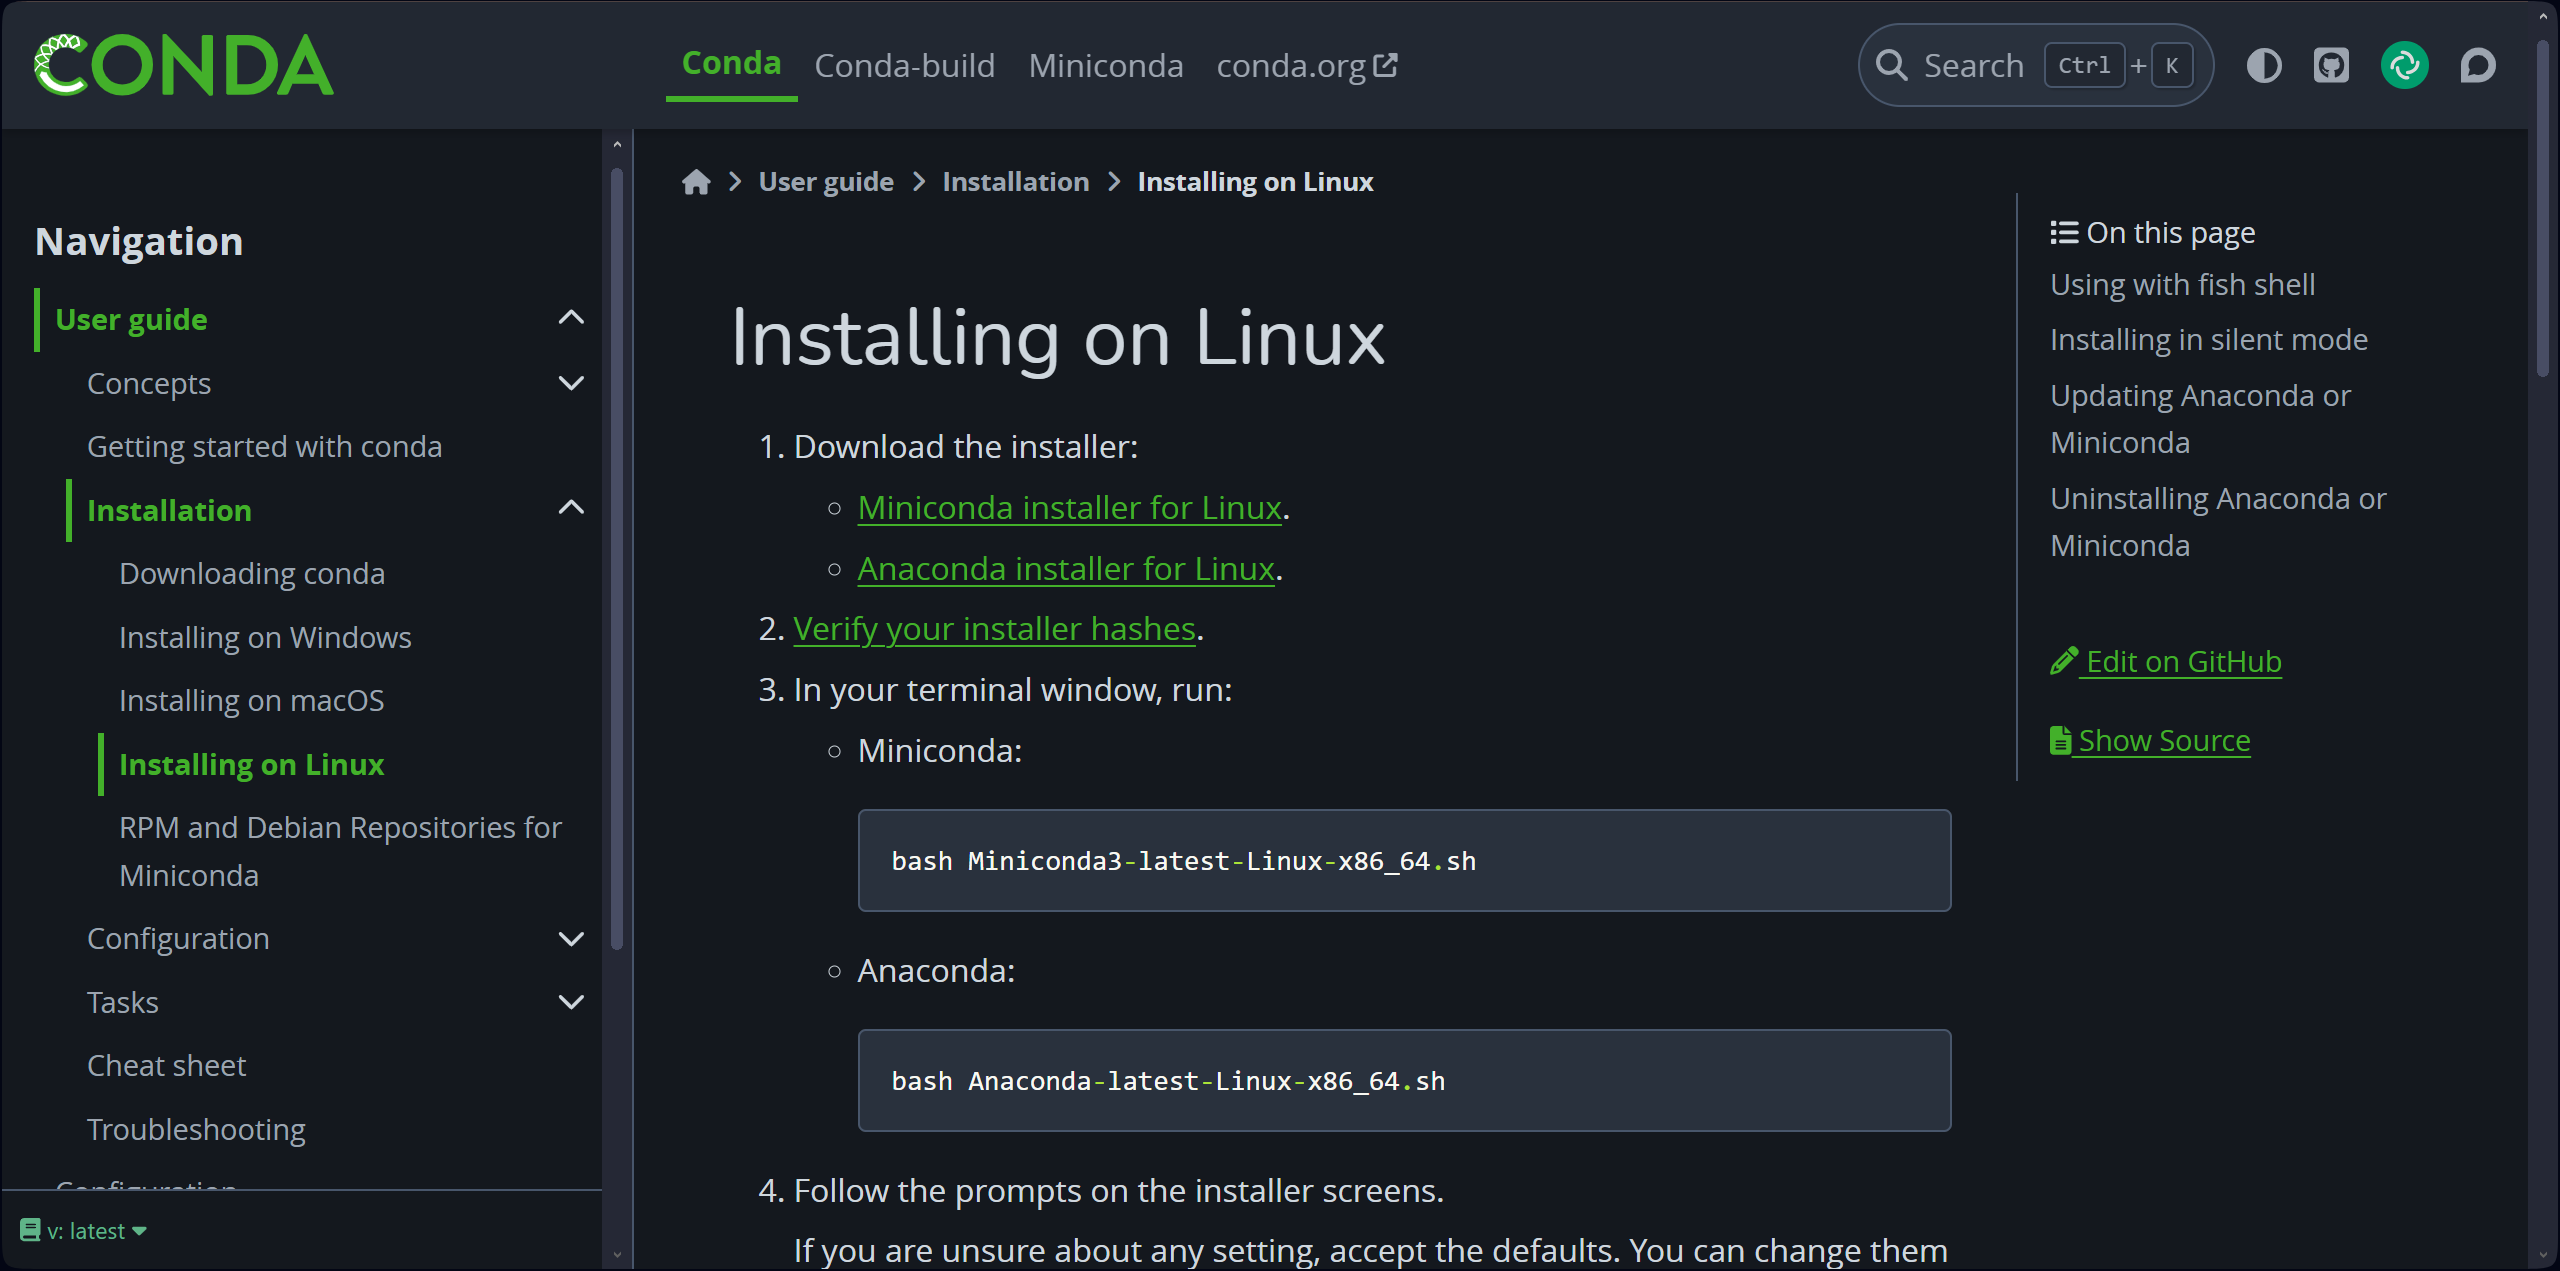 CONDA
Conda
Conda-build
Miniconda
conda.org
Search Ctrl + K
Navigation
User guide
Concepts
Getting started with conda
Installation
Downloading conda
Installing on Windows
Installing on macOS
Installing on Linux
RPM and Debian Repositories for
Miniconda
Configuration
Tasks
Cheat sheet
Troubleshooting
Configuration
v: latest
User guide
Installation
Installing on Linux
Installing on Linux
1. Download the installer:
Miniconda installer for Linux.
Anaconda installer for Linux.
2. Verify your installer hashes.
3. In your terminal window, run:
Miniconda:
bash Miniconda3-latest-Linux-x86_64.sh
Anaconda:
bash Anaconda-latest-Linux-x86_64.sh
4. Follow the prompts on the installer screens.
If you are unsure about any setting, accept the defaults. You can change them
On this page
Using with fish shell
Installing in silent mode
Updating Anaconda or
Miniconda
Uninstalling Anaconda or
Miniconda
Edit on GitHub
Show Source